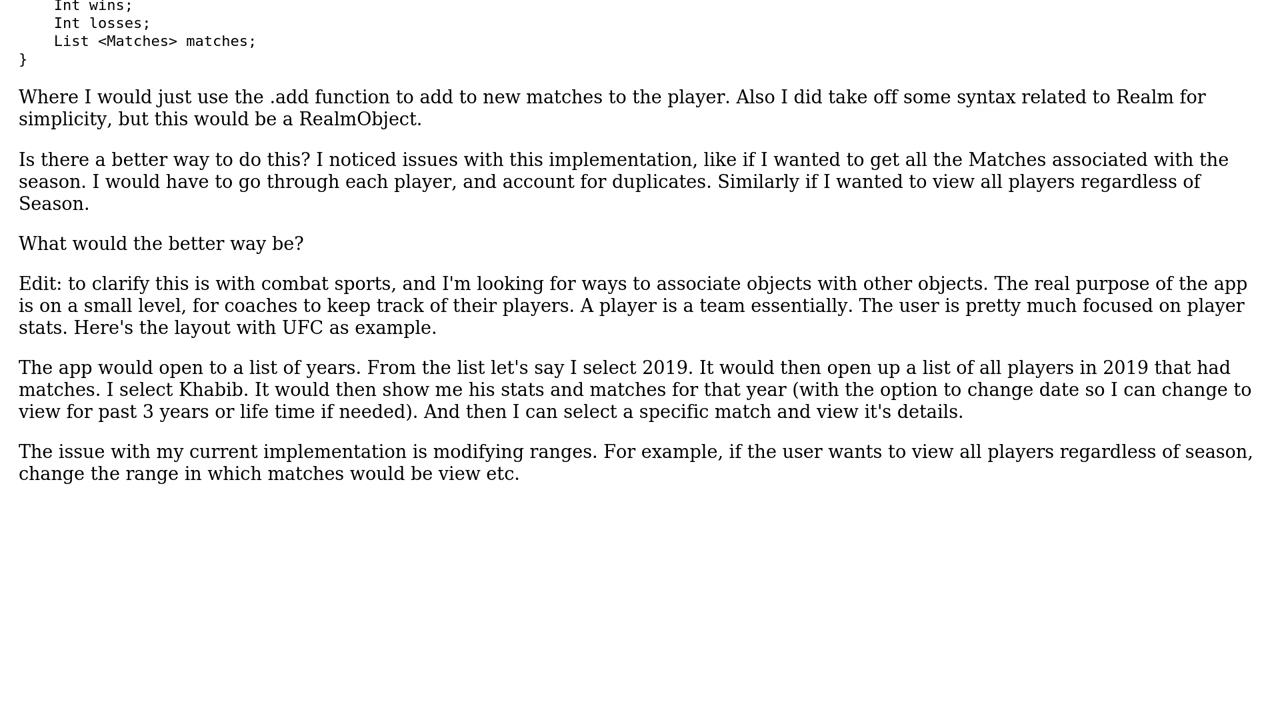 Int wins;
Int losses;
List <Matches> matches;
}
Where I would just use the .add function to add to new matches to the player. Also I did take off some syntax related to Realm for
simplicity, but this would be a RealmObject.
Is there a better way to do this? I noticed issues with this implementation, like if I wanted to get all the Matches associated with the
season. I would have to go through each player, and account for duplicates. Similarly if I wanted to view all players regardless of
Season.
What would the better way be?
Edit: to clarify this is with combat sports, and I'm looking for ways to associate objects with other objects. The real purpose of the app
is on a small level, for coaches to keep track of their players. A player is a team essentially. The user is pretty much focused on player
stats. Here's the layout with UFC as example.
The app would open to a list of years. From the list let's say I select 2019. It would then open up a list of all players in 2019 that had
matches. I select Khabib. It would then show me his stats and matches for that year (with the option to change date so I can change to
view for past 3 years or life time if needed). And then I can select a specific match and view it's details.
The issue with my current implementation is modifying ranges. For example, if the user wants to view all players regardless of season,
change the range in which matches would be view etc.